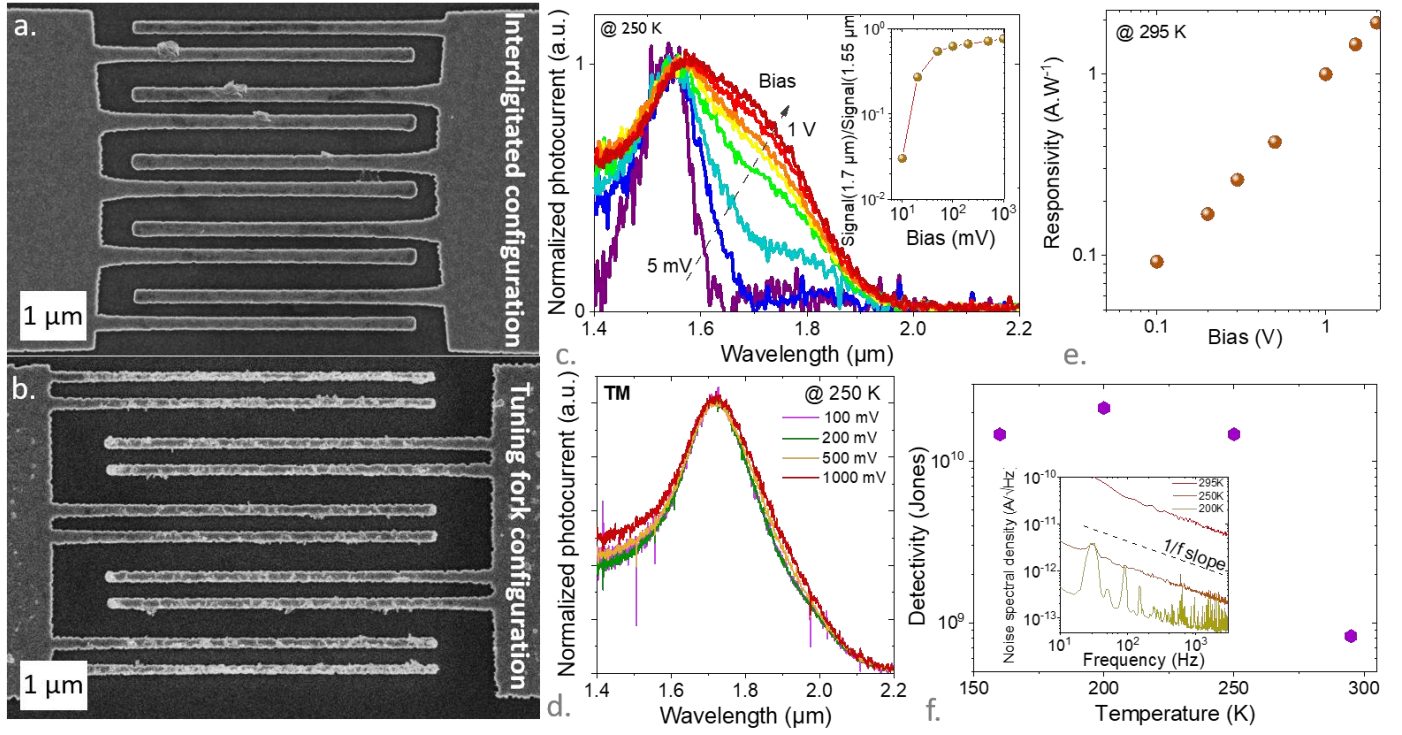 a.
Interdigitated configuration
1 µm
b.
Tuning fork configuration
1 µm
@ 250 K
Normalized photocurrent (a.u.)
1
0
1.4
1.6
1.8
2.0
2.2
Wavelength (µm)
c.
Bias
1 V
5 mV
Signal(1.7 µm)/Signal(1.55 µm)
10⁰
10⁻¹
10⁻²
10¹
10²
10³
Bias (mV)
TM
@ 250 K
100 mV
200 mV
500 mV
1000 mV
Normalized photocurrent (a.u.)
1.4
1.6
1.8
2.0
2.2
Wavelength (µm)
d.
@ 295 K
Responsivity (A.W⁻¹)
1
0.1
0.1
1
Bias (V)
e.
Detectivity (Jones)
10¹⁰
10⁹
150
200
250
300
Temperature (K)
f.
Noise spectral density (A/√Hz)
10⁻¹⁰
10⁻¹¹
10⁻¹²
10⁻¹³
10¹
10²
10³
Frequency (Hz)
295K
250K
200K
1/f slope